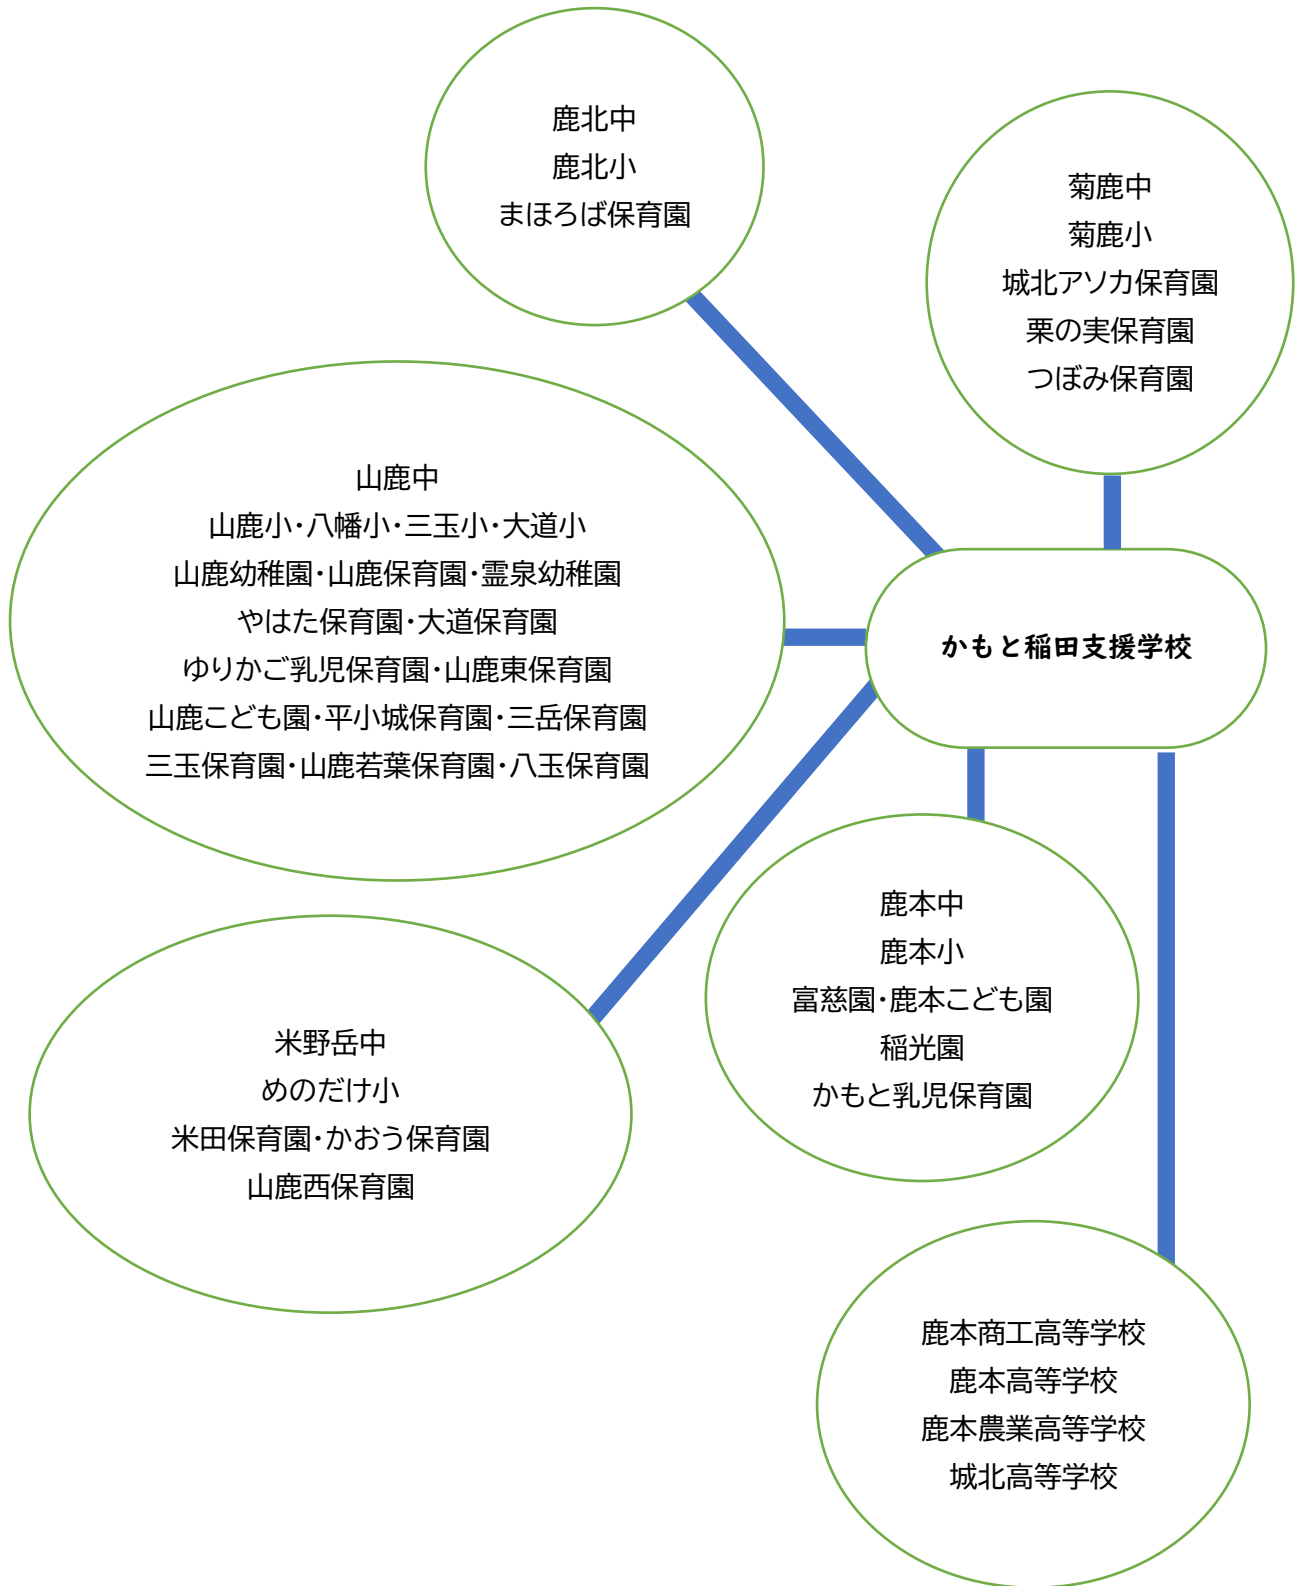 鹿北中
鹿北小
まほろば保育園
菊鹿中
菊鹿小
城北アソカ保育園
栗の実保育園
つぼみ保育園
山鹿中
山鹿小・八幡小・三玉小・大道小
山鹿幼稚園・山鹿保育園・霊泉幼稚園
やはた保育園・大道保育園
ゆりかご乳児保育園・山鹿東保育園
山鹿こども園・平小城保育園・三岳保育園
三玉保育園・山鹿若葉保育園・八玉保育園
かもと稲田支援学校
鹿本中
鹿本小
富慈園・鹿本こども園
稲光園
かもと乳児保育園
米野岳中
めのだけ小
米田保育園・かおう保育園
山鹿西保育園
鹿本商工高等学校
鹿本高等学校
鹿本農業高等学校
城北高等学校